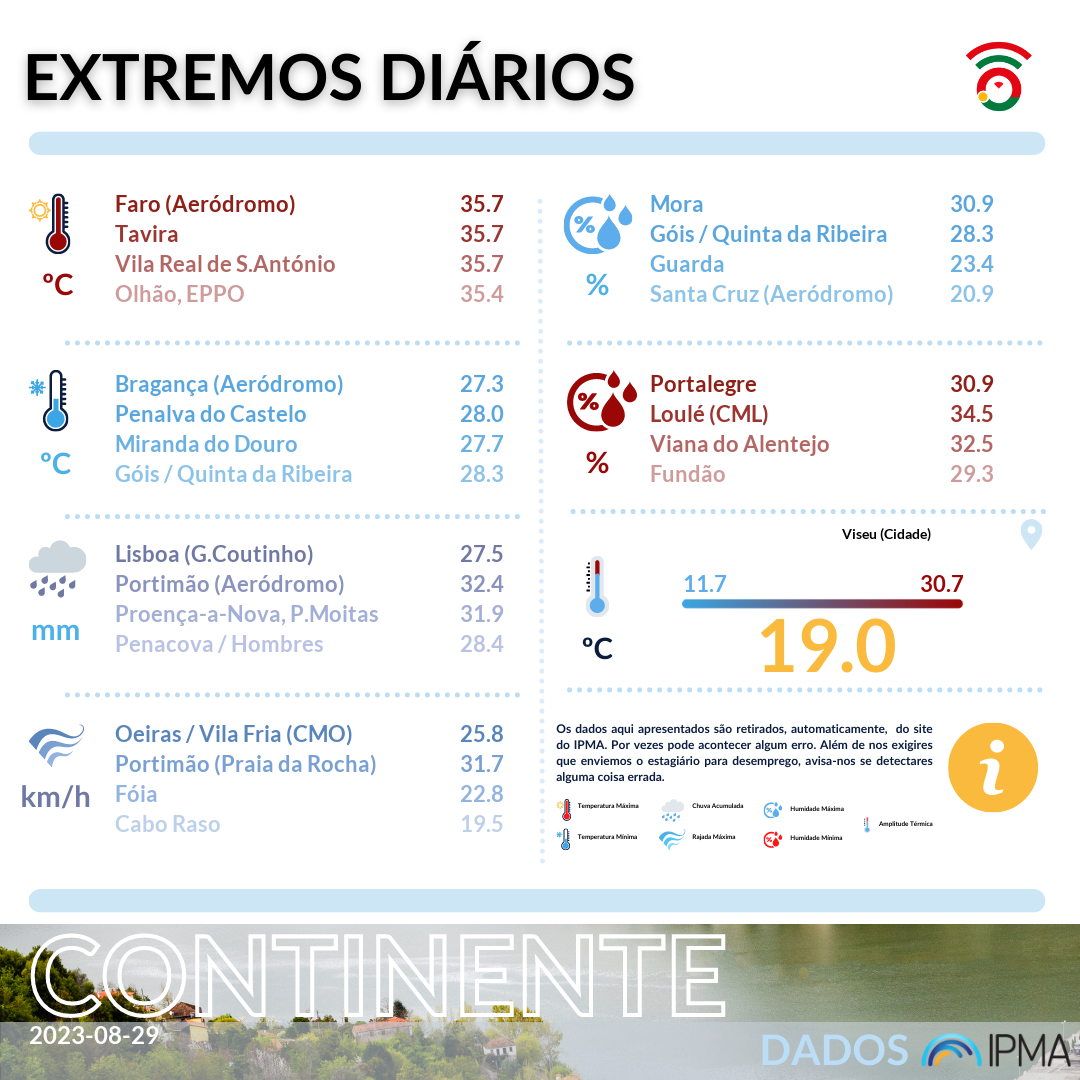 EXTREMOS DIÁRIOS
Faro (Aeródromo) 35.7
Tavira 35.7
Vila Real de S.António 35.7
Olhão, EPPO 35.4
ºC
Bragança (Aeródromo) 27.3
Penalva do Castelo 28.0
Miranda do Douro 27.7
Góis / Quinta da Ribeira 28.3
ºC
Lisboa (G.Coutinho) 27.5
Portimão (Aeródromo) 32.4
Proença-a-Nova, P.Moitas 31.9
Penacova / Hombres 28.4
mm
Oeiras / Vila Fria (CMO) 25.8
Portimão (Praia da Rocha) 31.7
Fóia 22.8
Cabo Raso 19.5
km/h
%
Mora 30.9
Góis / Quinta da Ribeira 28.3
Guarda 23.4
Santa Cruz (Aeródromo) 20.9
%
%
Portalegre 30.9
Loulé (CML) 34.5
Viana do Alentejo 32.5
Fundão 29.3
%
Viseu (Cidade)
11.7 30.7
19.0
ºC
Os dados aqui apresentados são retirados, automaticamente, do site
do IPMA. Por vezes pode acontecer algum erro. Além de nos exigires
que enviemos o estagiário para desemprego, avisa-nos se detectares
alguma coisa errada.
i
Temperatura Máxima Chuva Acumulada Humidade Máxima
Amplitude Térmica
Temperatura Mínima Rajada Máxima Humidade Mínima
CONTINENTE
2023-08-29
DADOS IPMA